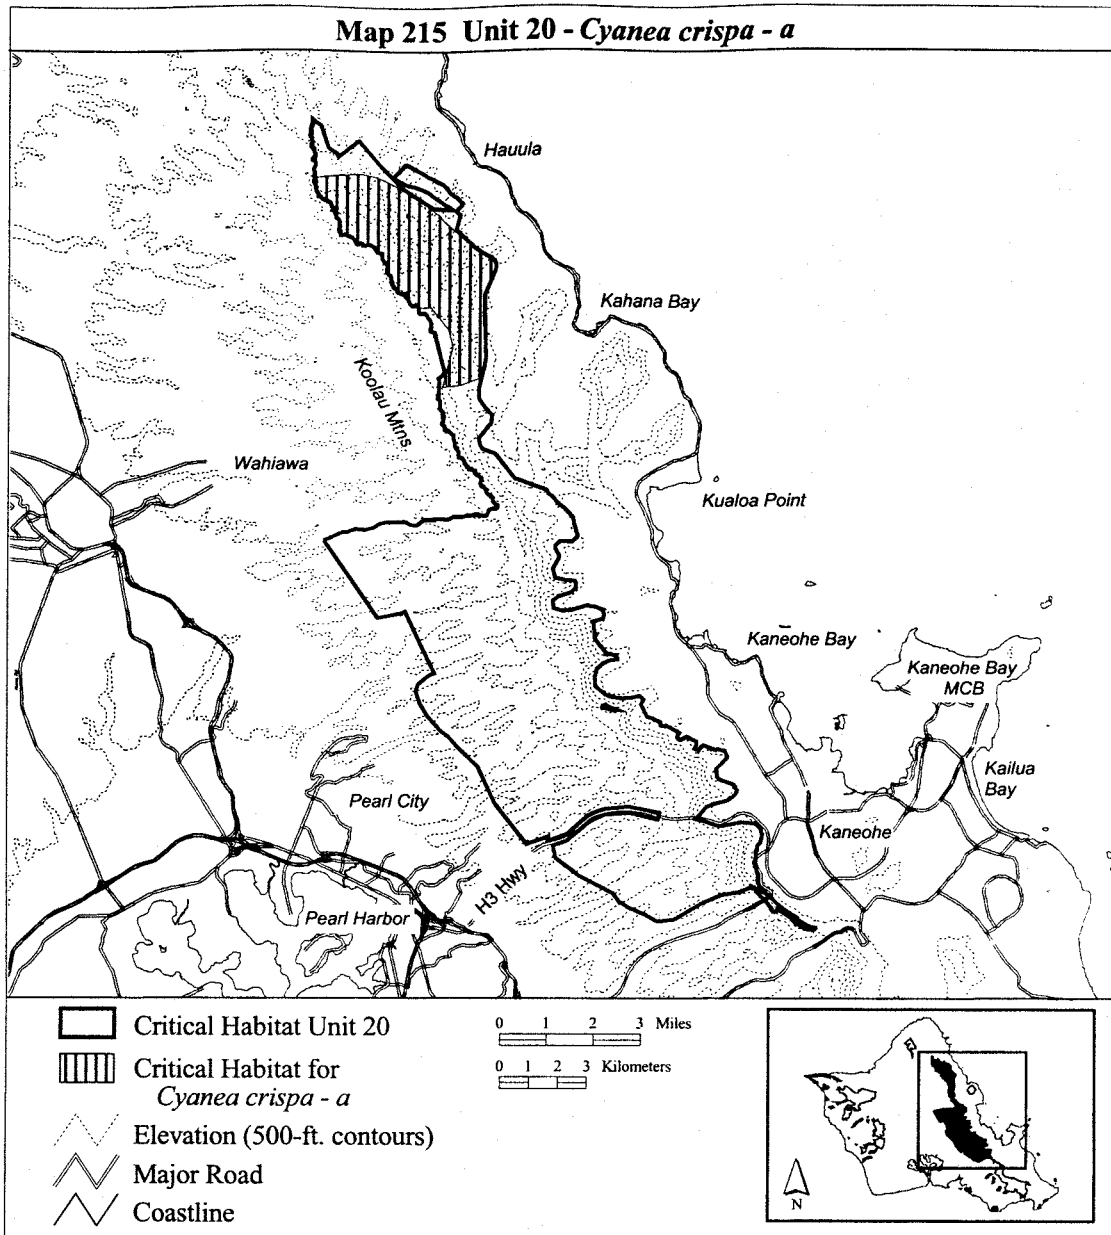 Map 215 Unit 20 - Cyanea crispa - a
Hauula
Kahana Bay
Koolau Mtns
Wahiawa
Kualoa Point
Kaneohe Bay
Kaneohe Bay
MCB
Kailua
Bay
Pearl City
Kaneohe
H3 Hwy
Pearl Harbor
Critical Habitat Unit 20
Critical Habitat for
Cyanea crispa - a
Elevation (500-ft. contours)
Major Road
Coastline
0 1 2 3 Miles
0 1 2 3 Kilometers
N